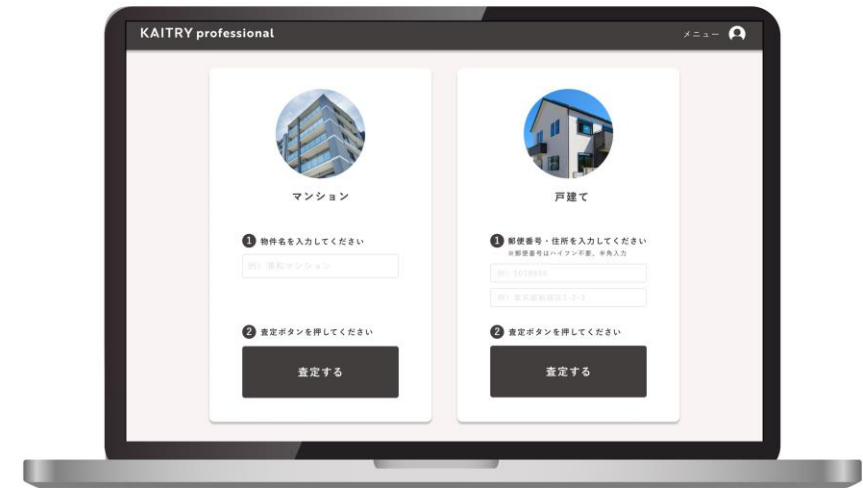 KAITRY professional
メニュー
マンション
1 物件名を入力してください
2 査定ボタンを押してください
査定する
戸建て
1 郵便番号・住所を入力してください
※郵便番号はハイフン不要、半角入力
2 査定ボタンを押してください
査定する